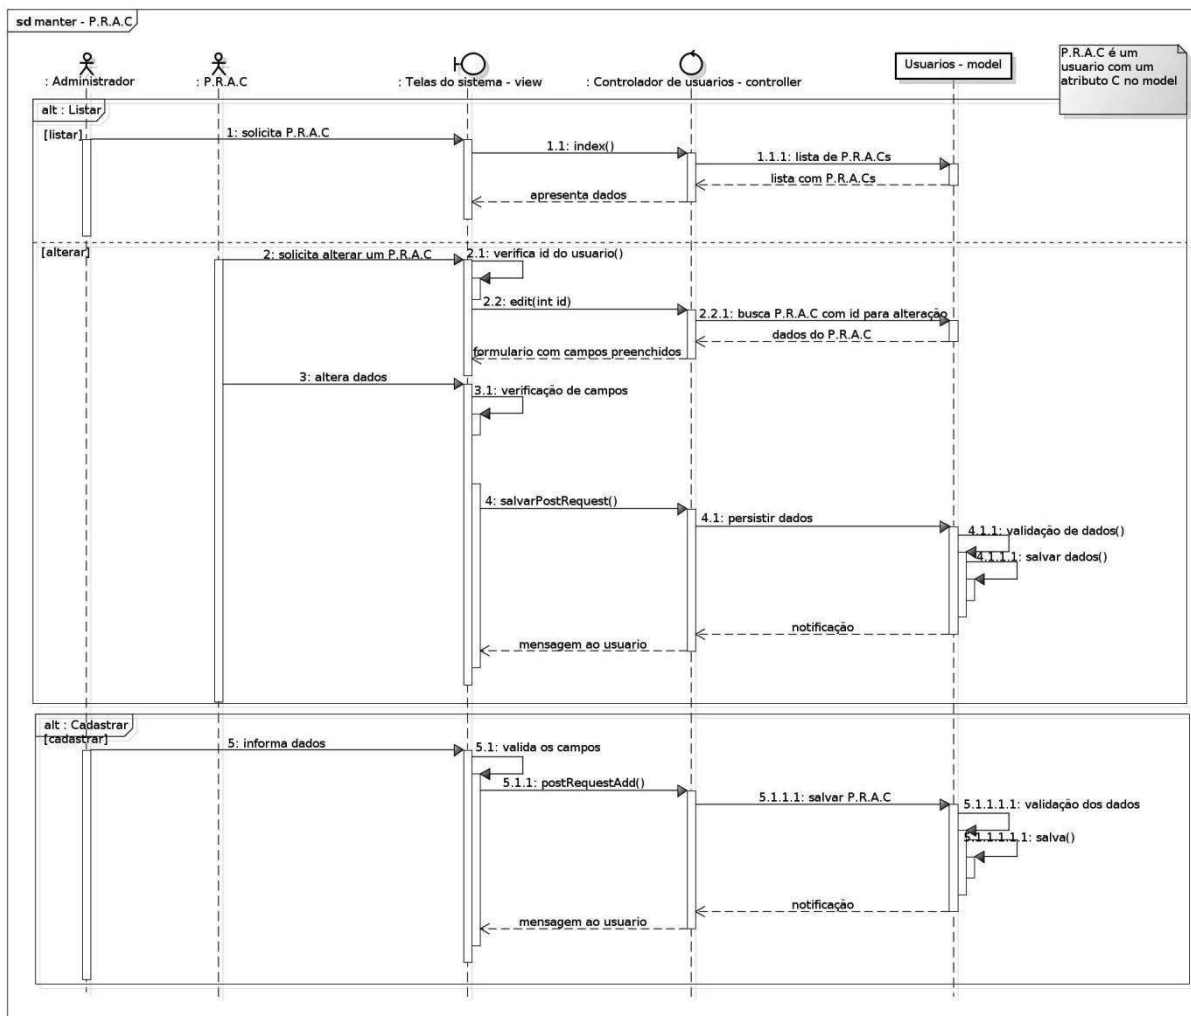 sd manter - P.R.A.C
: Administrador
: P.R.A.C
: Telas do sistema - view
: Controlador de usuarios - controller
Usuarios - model
P.R.A.C é um
usuario com um
atributo C no model
alt : Listar
[listar]
1: solicita P.R.A.C
1.1: index()
1.1.1: lista de P.R.A.Cs
lista com P.R.A.Cs
apresenta dados
[alterar]
2: solicita alterar um P.R.A.C
2.1: verifica id do usuario()
2.2: edit(int id)
2.2.1: busca P.R.A.C com id para alteração
dados do P.R.A.C
formulario com campos preenchidos
3: altera dados
3.1: verificação de campos
4: salvarPostRequest()
4.1: persistir dados
4.1.1: validação de dados()
4.1.1.1: salvar dados()
notificação
mensagem ao usuario
alt : Cadastrar
[cadastrar]
5: informa dados
5.1: valida os campos
5.1.1: postRequestAdd()
5.1.1.1: salvar P.R.A.C
5.1.1.1.1: validação dos dados
5.1.1.1.1.1: salva()
notificação
mensagem ao usuario